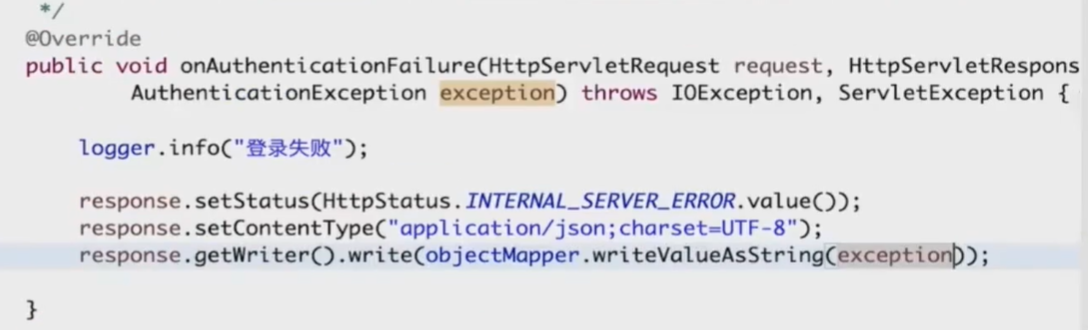 */
@Override
public void onAuthenticationFailure(HttpServletRequest request, HttpServletRespons
AuthenticationException exception) throws IOException, ServletException {
logger.info("登录失败");
response.setStatus(HttpStatus.INTERNAL_SERVER_ERROR.value());
response.setContentType("application/json;charset=UTF-8");
response.getWriter().write(objectMapper.writeValueAsString(exception));
}